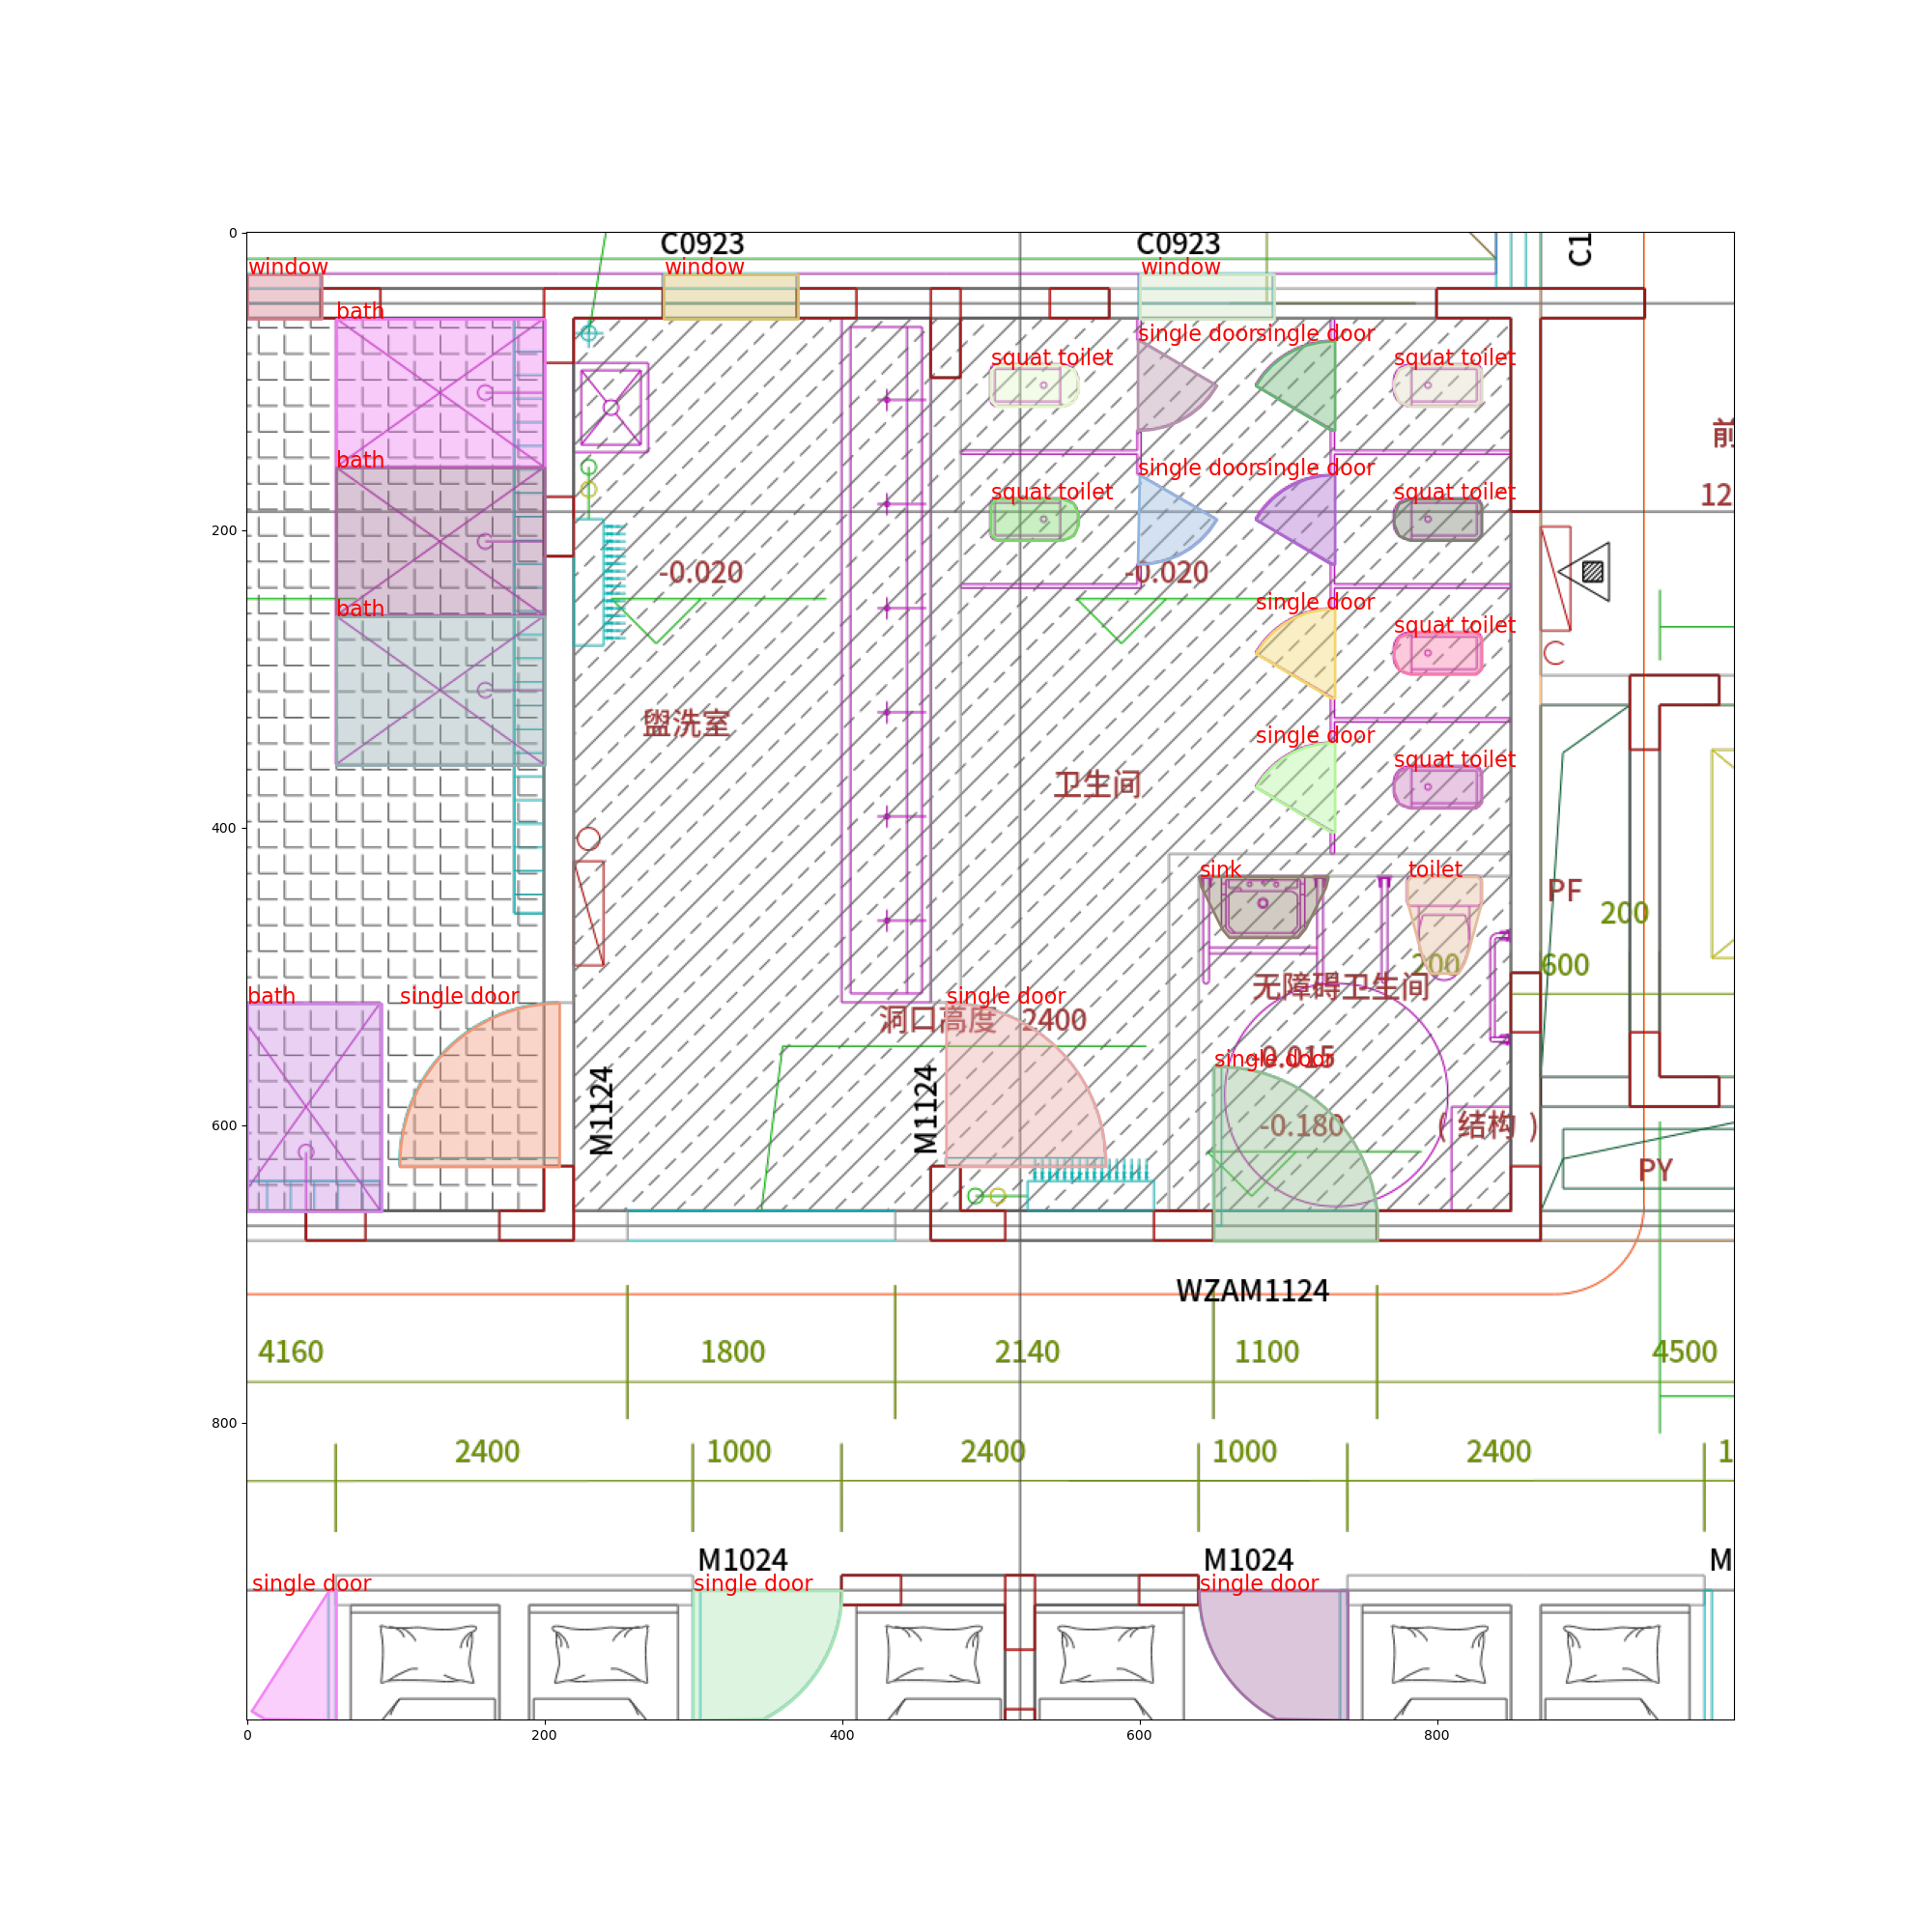 C0923
C0923
C1
0
window
window
window
bath
single door
single door
squat toilet
squat toilet
前
bath
single door
single door
squat toilet
squat toilet
12
200
-0.020
-0.020
bath
single door
squat toilet
C
盥洗室
single door
squat toilet
卫生间
400
sink
toilet
PF
200
200
600
无障碍卫生间
bath
single door
single door
洞口高度 2400
single door
-0.015
M1124
M1124
600
-0.180
(结构)
PY
WZAM1124
4160
1800
2140
1100
4500
800
2400
1000
2400
1000
2400
1
M1024
M1024
M
single door
single door
single door
0
200
400
600
800